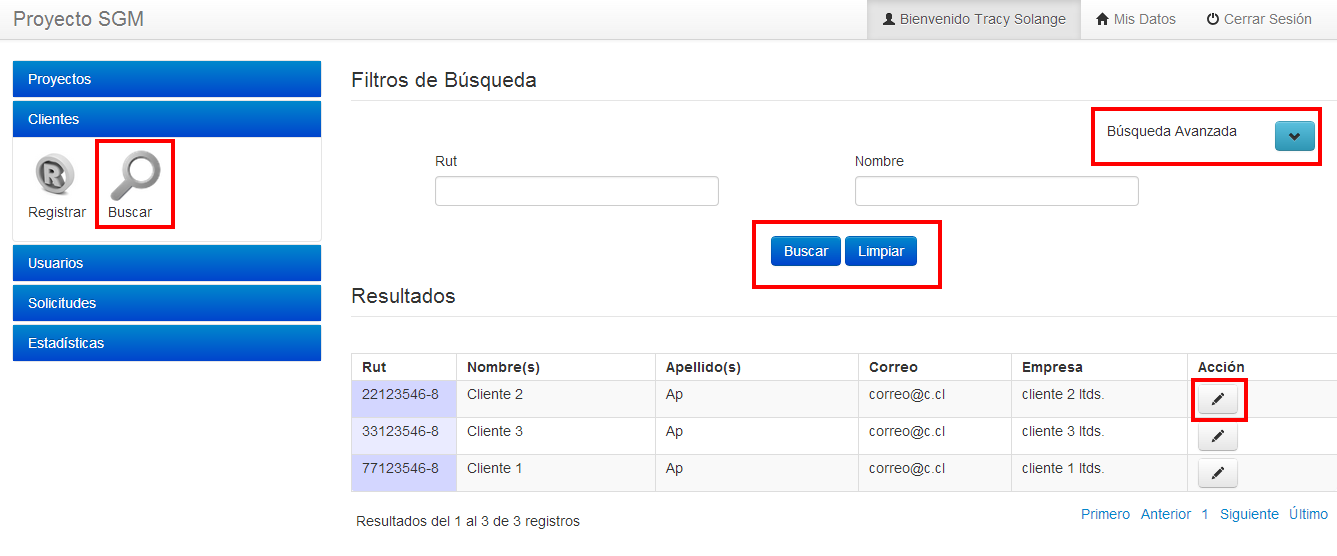 Proyecto SGM
Bienvenido Tracy Solange
Mis Datos
Cerrar Sesión
Proyectos
Clientes
Registrar
Buscar
Usuarios
Solicitudes
Estadísticas
Filtros de Búsqueda
Búsqueda Avanzada
Rut
Nombre
Buscar
Limpiar
Resultados
Rut Nombre(s) Apellido(s) Correo Empresa Acción
22123546-8 Cliente 2 Ap correo@c.cl cliente 2 ltds.
33123546-8 Cliente 3 Ap correo@c.cl cliente 3 ltds.
77123546-8 Cliente 1 Ap correo@c.cl cliente 1 ltds.
Resultados del 1 al 3 de 3 registros
Primero Anterior 1 Siguiente Último